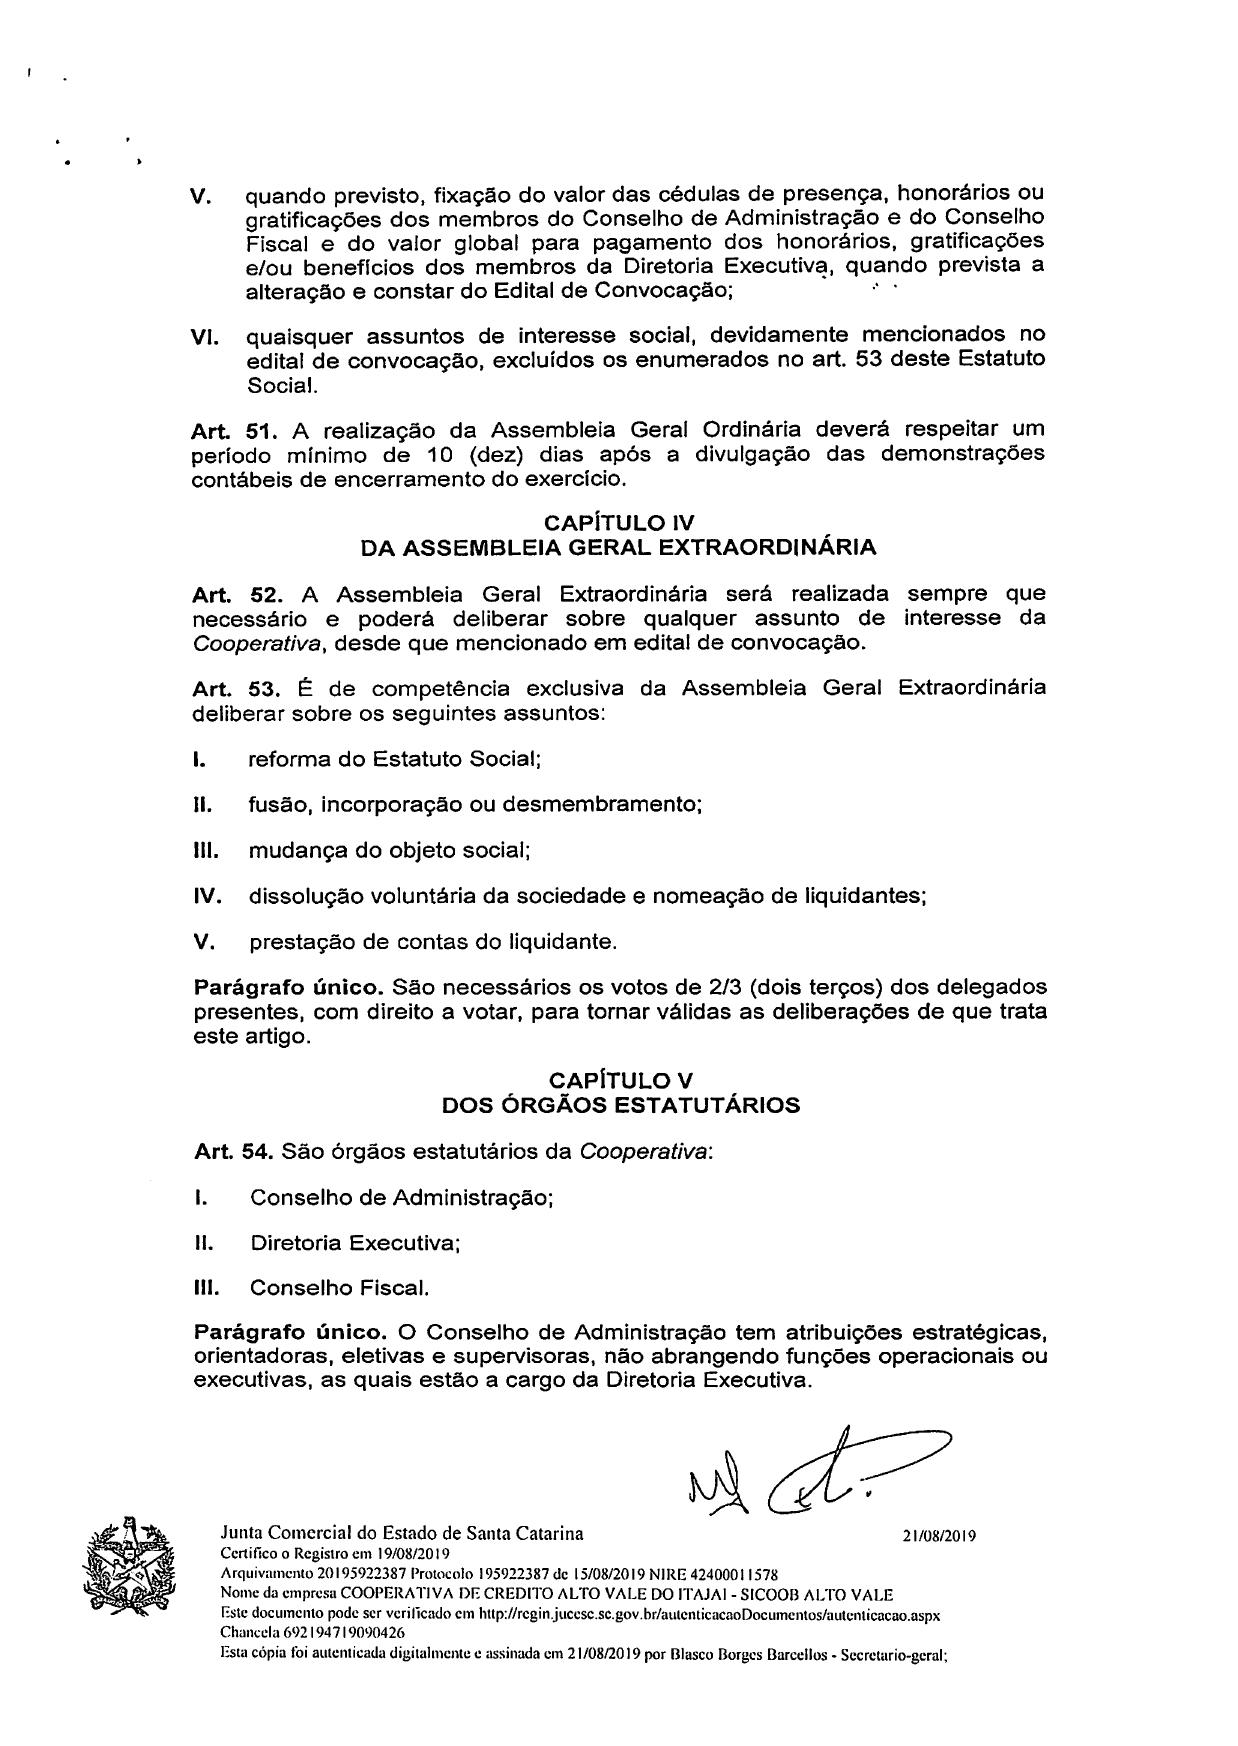 V. quando previsto, fixação do valor das cédulas de presença, honorários ou
gratificações dos membros do Conselho de Administração e do Conselho
Fiscal e do valor global para pagamento dos honorários, gratificações
e/ou benefícios dos membros da Diretoria Executiva, quando prevista a
alteração e constar do Edital de Convocação;
VI. quaisquer assuntos de interesse social, devidamente mencionados no
edital de convocação, excluídos os enumerados no art. 53 deste Estatuto
Social.
Art. 51. A realização da Assembleia Geral Ordinária deverá respeitar um
período mínimo de 10 (dez) dias após a divulgação das demonstrações
contábeis de encerramento do exercício.
CAPÍTULO IV
DA ASSEMBLEIA GERAL EXTRAORDINÁRIA
Art. 52. A Assembleia Geral Extraordinária será realizada sempre que
necessário e poderá deliberar sobre qualquer assunto de interesse da
Cooperativa, desde que mencionado em edital de convocação.
Art. 53. É de competência exclusiva da Assembleia Geral Extraordinária
deliberar sobre os seguintes assuntos:
I. reforma do Estatuto Social;
II. fusão, incorporação ou desmembramento;
III. mudança do objeto social;
IV. dissolução voluntária da sociedade e nomeação de liquidantes;
V. prestação de contas do liquidante.
Parágrafo único. São necessários os votos de 2/3 (dois terços) dos delegados
presentes, com direito a votar, para tornar válidas as deliberações de que trata
este artigo.
CAPÍTULO V
DOS ÓRGÃOS ESTATUTÁRIOS
Art. 54. São órgãos estatutários da Cooperativa:
I. Conselho de Administração;
II. Diretoria Executiva;
III. Conselho Fiscal.
Parágrafo único. O Conselho de Administração tem atribuições estratégicas,
orientadoras, eletivas e supervisoras, não abrangendo funções operacionais ou
executivas, as quais estão a cargo da Diretoria Executiva.
Junta Comercial do Estado de Santa Catarina 21/08/2019
Certifico o Registro em 19/08/2019
Arquivamento 20195922387 Protocolo 195922387 de 15/08/2019 NIRE 42400011578
Nome da empresa COOPERATIVA DE CREDITO ALTO VALE DO ITAJAI - SICOOB ALTO VALE
Este documento pode ser verificado em http://regin.jucesc.sc.gov.br/autenticacaoDocumentos/autenticacao.aspx
Chancela 692194719090426
Esta cópia foi autenticada digitalmente e assinada em 21/08/2019 por Blasco Borges Barcellos - Secretario-geral;